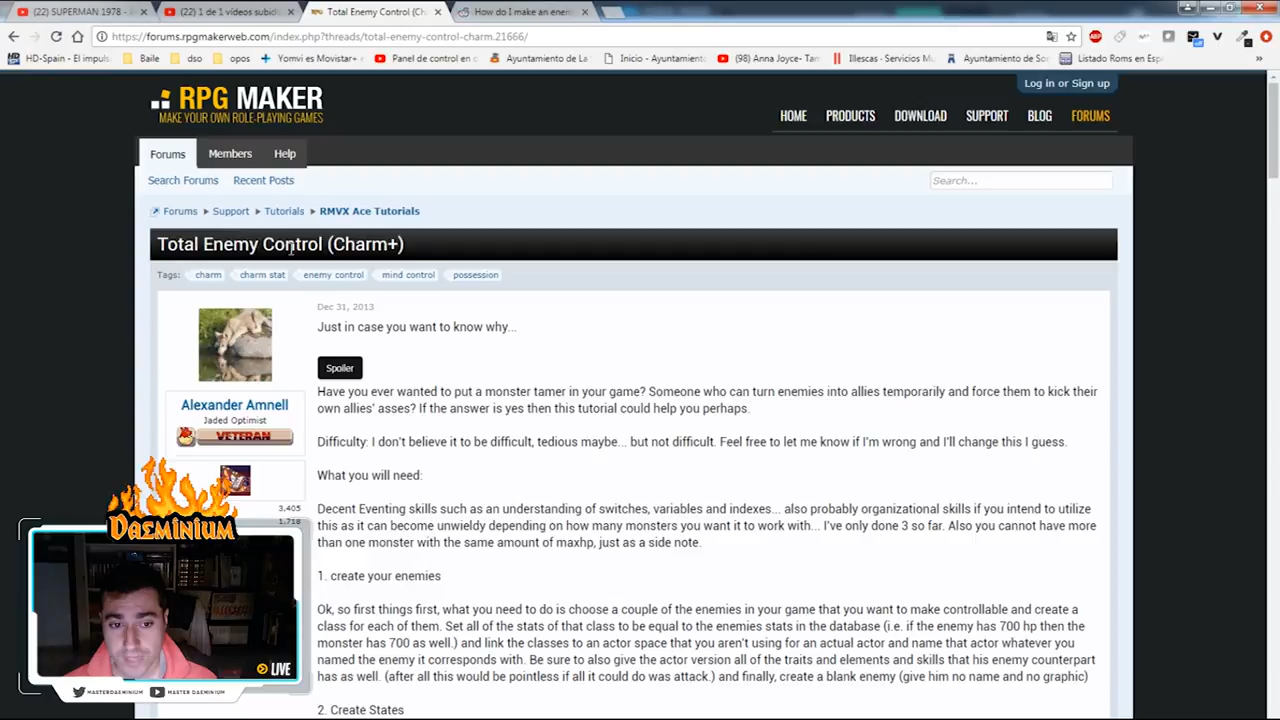 (22) SUPERMAN 1978 -
(22) 1 de 1 vídeos subid
Total Enemy Control (Ch
How do I make an enem
https://forums.rpgmakerweb.com/index.php?threads/total-enemy-control-charm.21666/
HD-Spain - El impuls
Baile
dso
opos
Yomvi es Movistar+
Panel de control en c
Ayuntamiento de La
Inicio - Ayuntamiento
(98) Anna Joyce- Tam
Illescas · Servicios Mu
Ayuntamiento de So
Listado Roms en Esp
»
Log in or Sign up
RPG MAKER
MAKE YOUR OWN ROLE-PLAYING GAMES
HOME PRODUCTS DOWNLOAD SUPPORT BLOG FORUMS
Forums Members Help
Search Forums Recent Posts
Search...
Forums Support Tutorials RMVX Ace Tutorials
Total Enemy Control (Charm+)
Tags: charm charm stat enemy control mind control possession
Dec 31, 2013
Just in case you want to know why...
Spoiler
Have you ever wanted to put a monster tamer in your game? Someone who can turn enemies into allies temporarily and force them to kick their
own allies' asses? If the answer is yes then this tutorial could help you perhaps.
Alexander Amnell
Jaded Optimist
VETERAN
Difficulty: I don't believe it to be difficult, tedious maybe... but not difficult. Feel free to let me know if I'm wrong and I'll change this I guess.
What you will need:
3,405
1,718
Decent Eventing skills such as an understanding of switches, variables and indexes... also probably organizational skills if you intend to utilize
this as it can become unwieldy depending on how many monsters you want it to work with... I've only done 3 so far. Also you cannot have more
than one monster with the same amount of maxhp, just as a side note.
1. create your enemies
Ok, so first things first, what you need to do is choose a couple of the enemies in your game that you want to make controllable and create a
class for each of them. Set all of the stats of that class to be equal to the enemies stats in the database (i.e. if the enemy has 700 hp then the
monster has 700 as well.) and link the classes to an actor space that you aren't using for an actual actor and name that actor whatever you
named the enemy it corresponds with. Be sure to also give the actor version all of the traits and elements and skills that his enemy counterpart
has as well. (after all this would be pointless if all it could do was attack.) and finally, create a blank enemy (give him no name and no graphic)
2. Create States
DAEMINIUM
LIVE
MASTERDAEMINIUM
MASTER DAEMINIUM